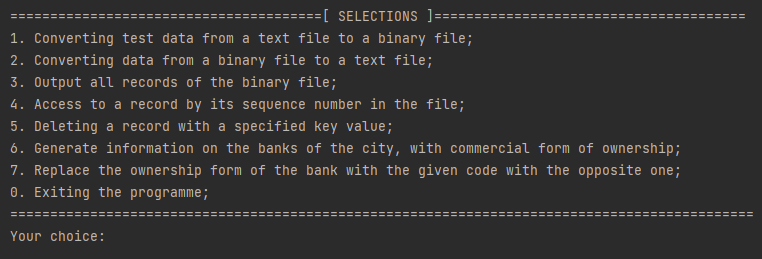 =======================================[ SELECTIONS ]=======================================
1. Converting test data from a text file to a binary file;
2. Converting data from a binary file to a text file;
3. Output all records of the binary file;
4. Access to a record by its sequence number in the file;
5. Deleting a record with a specified key value;
6. Generate information on the banks of the city, with commercial form of ownership;
7. Replace the ownership form of the bank with the given code with the opposite one;
0. Exiting the programme;
=============================================================================================
Your choice: